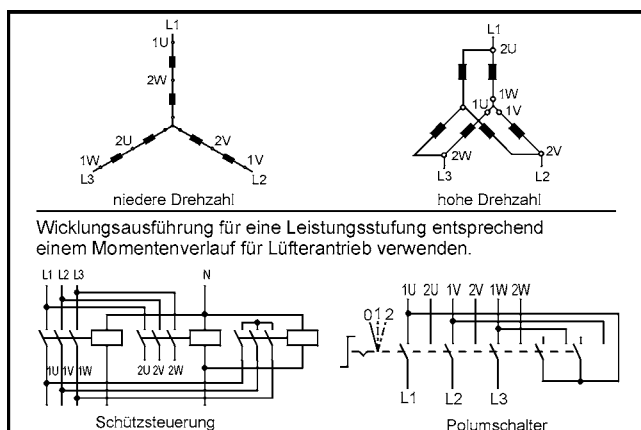 L1
1U
2W
2U
2V
1W
1V
L3
L2
niedere Drehzahl
L1
2U
1W
1U
1V
2W
2V
L3
L2
hohe Drehzahl
Wicklungsausführung für eine Leistungsstufung entsprechend
einem Momentenverlauf für Lüfterantrieb verwenden.
L1 L2 L3 N
1U 1V 1W
2U 2V 2W
Schützsteuerung
1U 2U 1V 2V 1W 2W
0 1 2
L1 L2 L3
Polumschalter